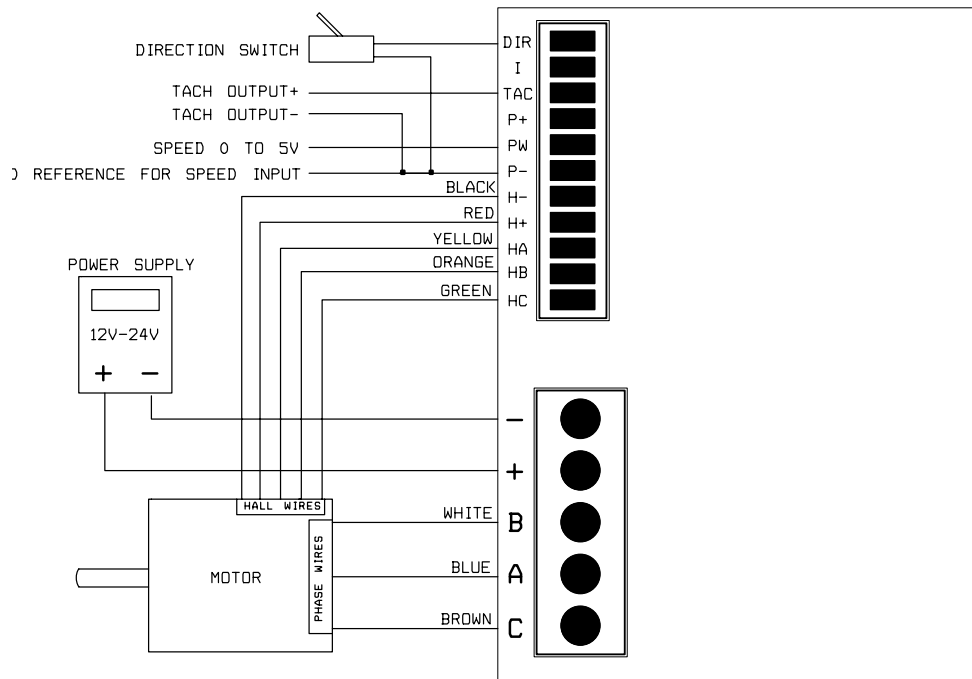 DIRECTION SWITCH
DIR
I
TACH OUTPUT+
TAC
TACH OUTPUT-
P+
SPEED 0 TO 5V
PW
REFERENCE FOR SPEED INPUT
P-
BLACK
H-
RED
H+
YELLOW
HA
ORANGE
HB
GREEN
HC
POWER SUPPLY
12V-24V
+ -
-
+
HALL WIRES
WHITE
B
PHASE WIRES
MOTOR
BLUE
A
BROWN
C